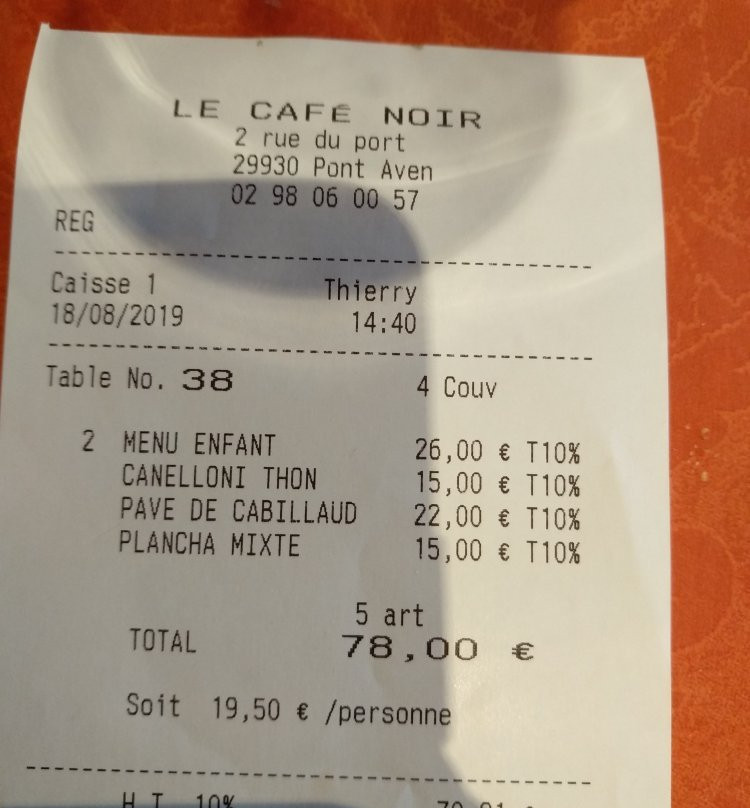 LE CAFÉ NOIR
2 rue du port
29930 Pont Aven
02 98 06 00 57
REG
Caisse 1 Thierry
18/08/2019 14:40
Table No. 38 4 Couv
2 MENU ENFANT 26,00 € T10%
CANELLONI THON 15,00 € T10%
PAVE DE CABILLAUD 22,00 € T10%
PLANCHA MIXTE 15,00 € T10%
5 art
TOTAL 78,00 €
Soit 19,50 € /personne
H.T. 10%